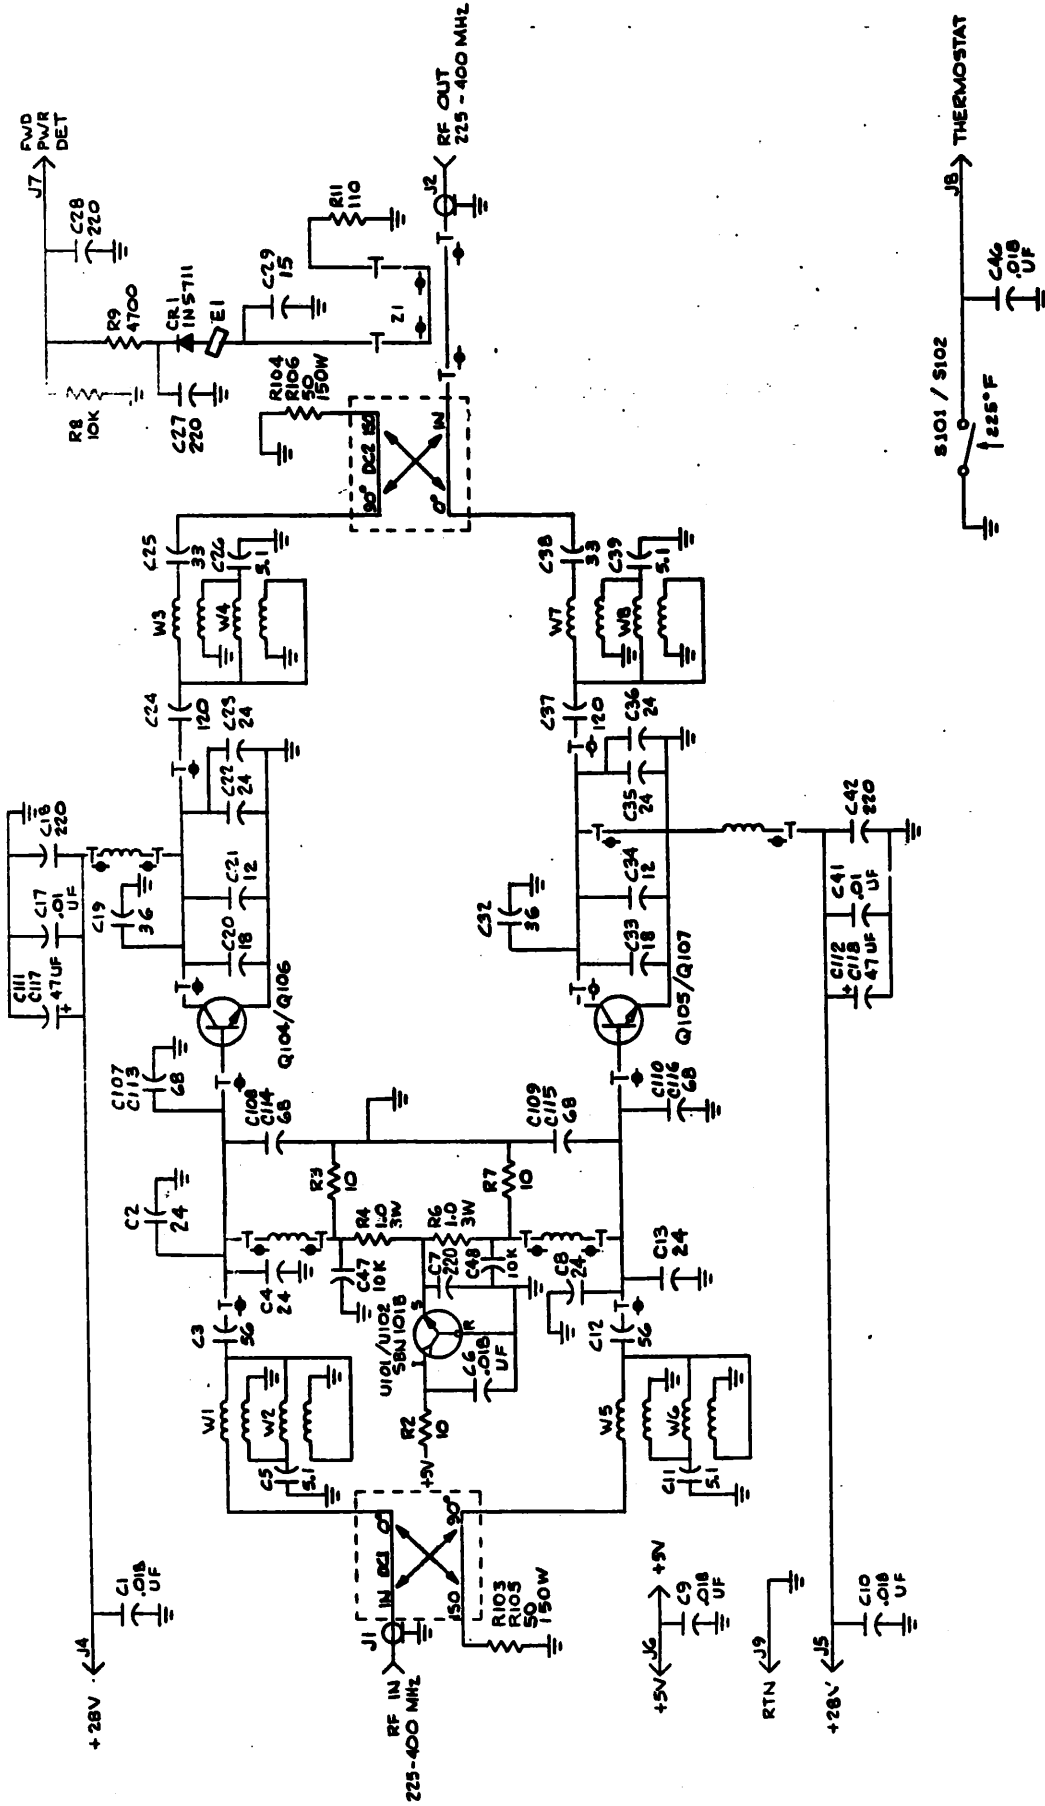 +28V
J4
C1
.018
UF
C111
C117
47UF
+
C17
.01
UF
C18
220
J7
FWD
PWR
DET
R8
10K
R9
4700
C28
220
C27
220
CR1
1N5711
E1
C29
15
R11
110
Z1
RF OUT
225-400 MHz
J2
R104
R106
50
150W
90° DC2 ISO
0° IN
W3
C25
33
W4
C26
5.1
C24
120
C23
24
C22
24
C21
12
C20
18
C19
36
Q104/Q106
C107
C113
68
C108
C114
68
C2
24
C4
24
C3
56
W1
W2
C5
5.1
R3
10
R4
1.0
3W
C47
10K
R6
1.0
3W
C7
220
C48
10K
R7
10
U101/U102
SBN101B
I
S
R
C6
.018
UF
R2
10
+5V
C8
24
C12
56
C13
24
C109
C115
68
C110
C116
68
Q105/Q107
C32
36
C33
18
C34
12
C35
24
C36
24
C37
120
W7
C38
33
W8
C39
5.1
W5
W6
C11
5.1
RF IN
225-400 MHz
J1
IN DC1 0°
ISO 90°
R103
R105
50
150W
+5V
J6
+5V
C9
.018
UF
RTN
J9
+28V
J5
C10
.018
UF
C112
C118
47UF
+
C41
.01
UF
C42
220
S101/S102
225°F
C46
.018
UF
J8
THERMOSTAT